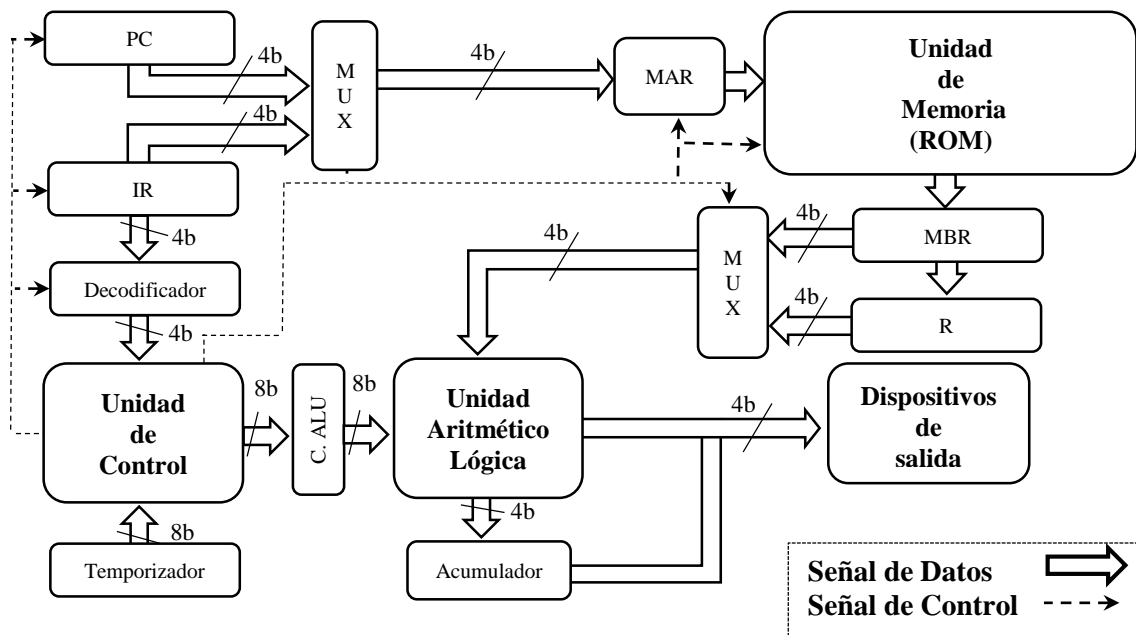 PC
4b
M
U
X
4b
MAR
Unidad
de
Memoria
(ROM)
4b
IR
4b
Decodificador
4b
4b
M
U
X
4b
MBR
4b
R
Unidad
de
Control
8b
C. ALU
8b
Unidad
Aritmético
Lógica
4b
Dispositivos
de
salida
8b
Temporizador
4b
Acumulador
Señal de Datos
Señal de Control